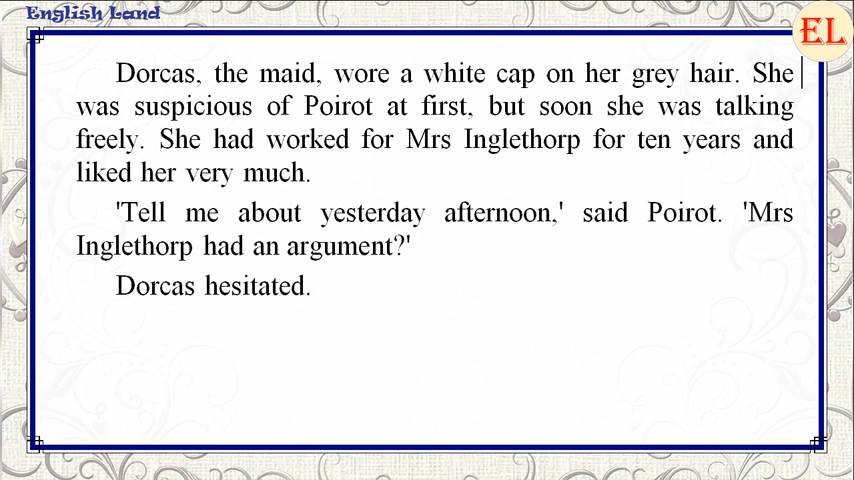 English Land
EL
Dorcas, the maid, wore a white cap on her grey hair. She
was suspicious of Poirot at first, but soon she was talking
freely. She had worked for Mrs Inglethorp for ten years and
liked her very much.
'Tell me about yesterday afternoon,' said Poirot. 'Mrs
Inglethorp had an argument?'
Dorcas hesitated.